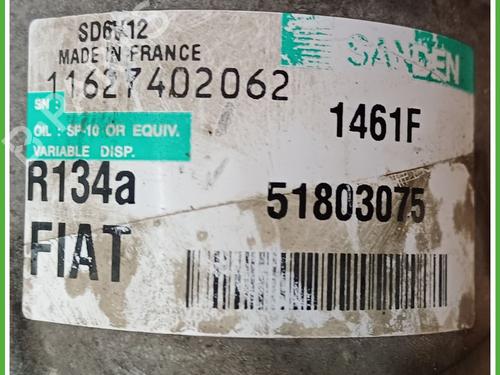 SD6V12
MADE IN FRANCE
SANDEN
11627402062
S/N :
1461F
OIL : SP-10 OR EQUIV.
VARIABLE DISP.
R134a
51803075
FIAT